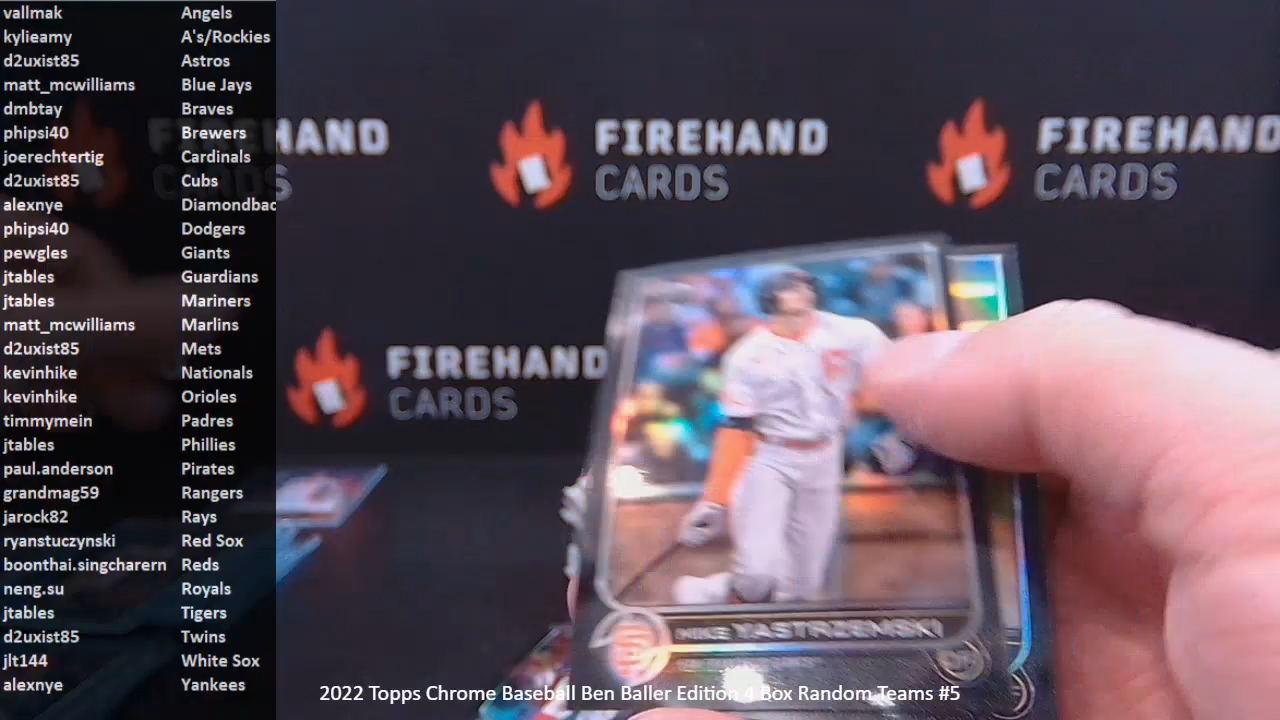 vallmak Angels
kylieamy A's/Rockies
d2uxist85 Astros
matt_mcwilliams Blue Jays
dmbtay Braves
phipsi40 Brewers
joerechtertig Cardinals
d2uxist85 Cubs
alexnye Diamondbac
phipsi40 Dodgers
pewgles Giants
jtables Guardians
jtables Mariners
matt_mcwilliams Marlins
d2uxist85 Mets
kevinhike Nationals
kevinhike Orioles
timmymein Padres
jtables Phillies
paul.anderson Pirates
grandmag59 Rangers
jarock82 Rays
ryanstuczynski Red Sox
boonthai.singcharern Reds
neng.su Royals
jtables Tigers
d2uxist85 Twins
jlt144 White Sox
alexnye Yankees
FIREHAND
CARDS
FIREHAND
CARDS
FIREHAND
CARDS
FIREHAND
CARDS
MIKE YASTRZEMSKI
2022 Topps Chrome Baseball Ben Baller Edition 4 Box Random Teams #5